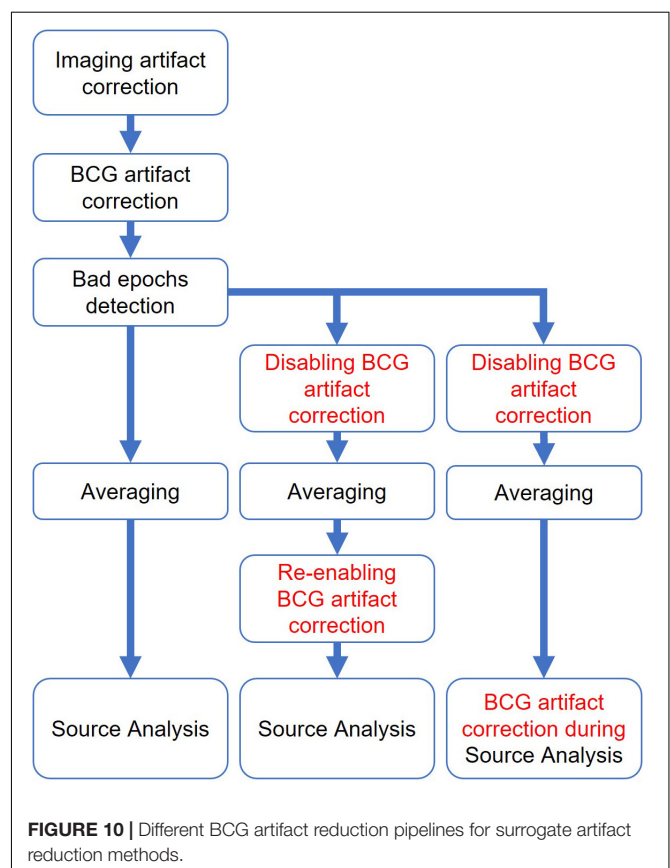 Imaging artifact
correction
BCG artifact
correction
Bad epochs
detection
Disabling BCG
artifact
correction
Disabling BCG
artifact
correction
Averaging
Averaging
Averaging
Re-enabling
BCG artifact
correction
Source Analysis
Source Analysis
BCG artifact
correction during
Source Analysis
FIGURE 10 | Different BCG artifact reduction pipelines for surrogate artifact
reduction methods.